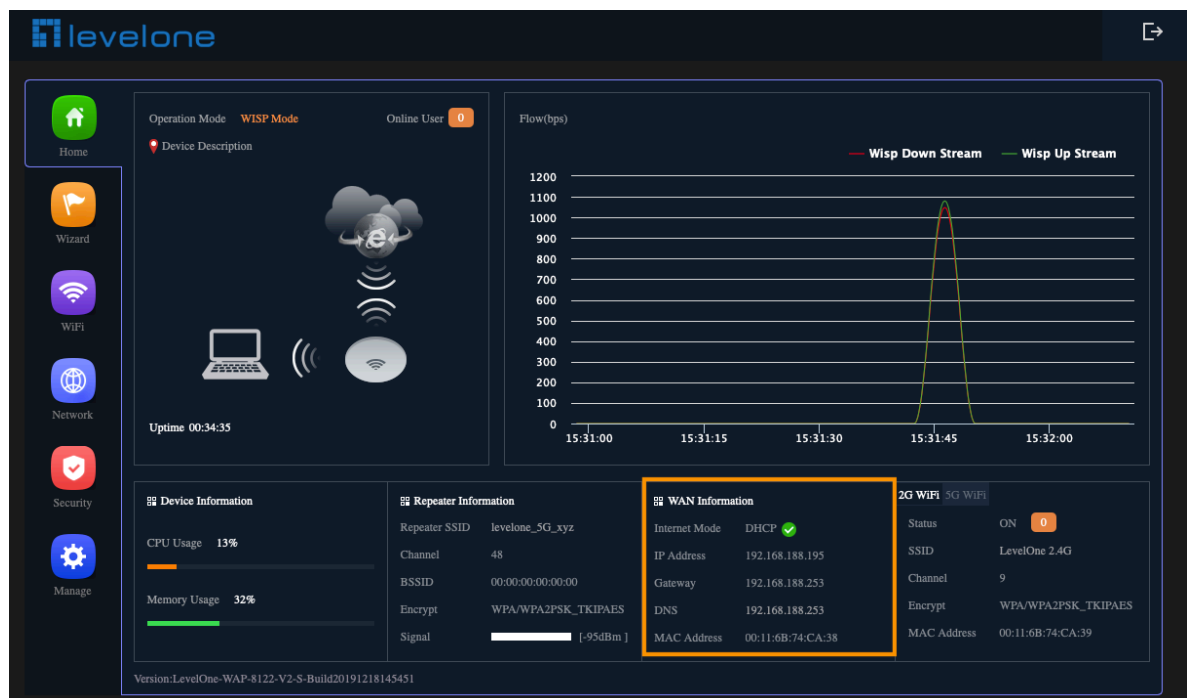 levelone
Home
Wizard
WiFi
Network
Security
Manage
Operation Mode WISP Mode
Online User 0
Device Description
Uptime 00:34:35
Flow(bps)
Wisp Down Stream Wisp Up Stream
1200
1100
1000
900
800
700
600
500
400
300
200
100
0
15:31:00 15:31:15 15:31:30 15:31:45 15:32:00
Device Information
CPU Usage 13%
Memory Usage 32%
Repeater Information
Repeater SSID levelone_5G_xyz
Channel 48
BSSID 00:00:00:00:00:00
Encrypt WPA/WPA2PSK_TKIPAES
Signal [-95dBm ]
WAN Information
Internet Mode DHCP
IP Address 192.168.188.195
Gateway 192.168.188.253
DNS 192.168.188.253
MAC Address 00:11:6B:74:CA:38
2G WiFi 5G WiFi
Status ON 0
SSID LevelOne 2.4G
Channel 9
Encrypt WPA/WPA2PSK_TKIPAES
MAC Address 00:11:6B:74:CA:39
Version:LevelOne-WAP-8122-V2-S-Build20191218145451